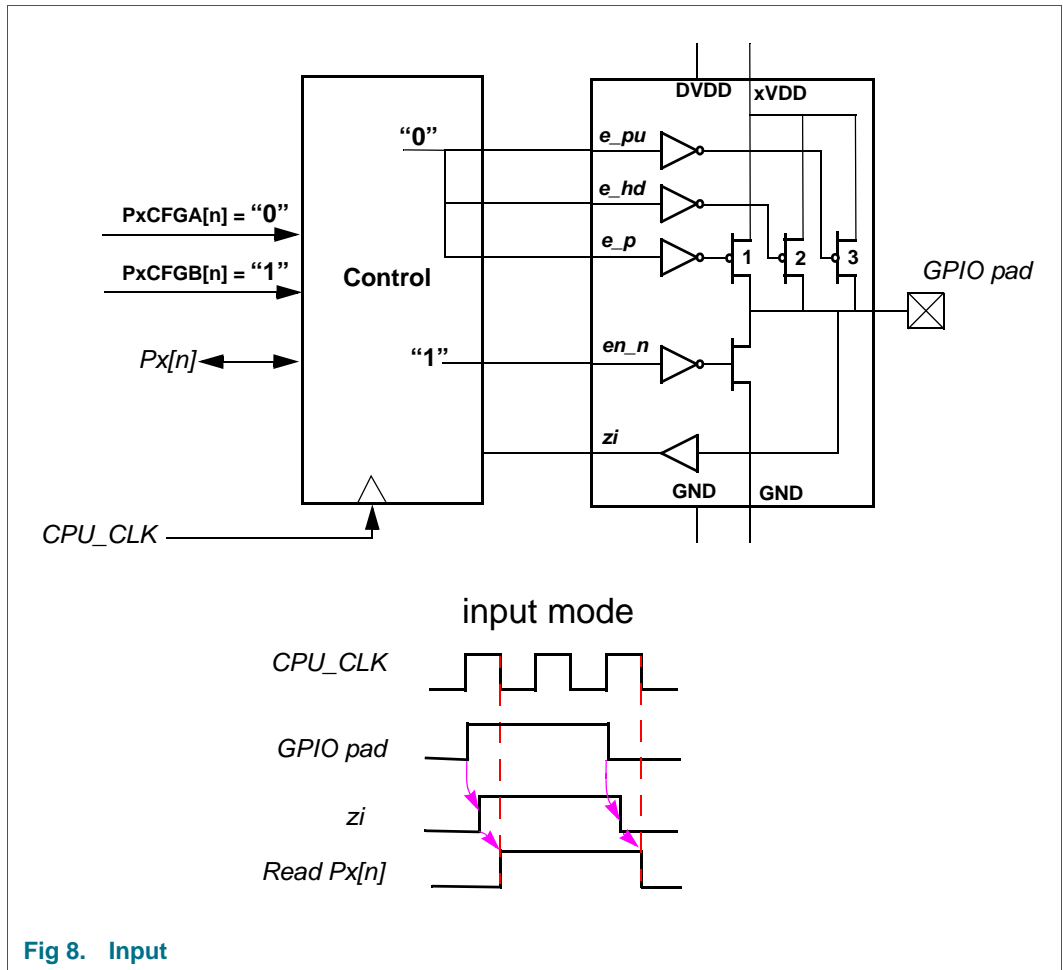 DVDD xVDD
"0" e_pu
e_hd
PxCFGA[n] = "0"
e_p
1 2 3
PxCFGB[n] = "1"
Control
GPIO pad
Px[n]
"1" en_n
zi
GND GND
CPU_CLK
input mode
CPU_CLK
GPIO pad
zi
Read Px[n]
Fig 8. Input